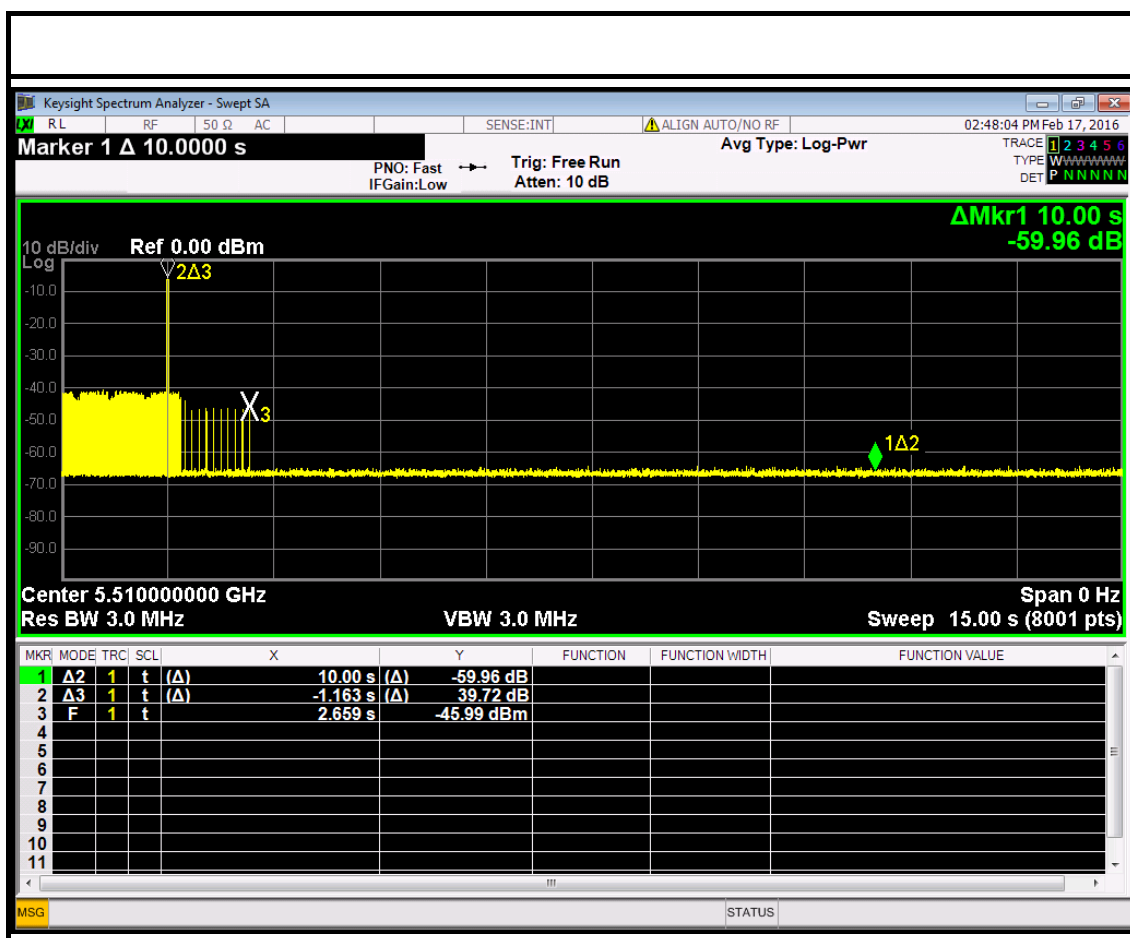 Keysight Spectrum Analyzer - Swept SA
LXI RL RF 50 Ω AC SENSE:INT ALIGN AUTO/NO RF 02:48:04 PM Feb 17, 2016
Marker 1 Δ 10.0000 s
PNO: Fast
IFGain:Low
Trig: Free Run
Atten: 10 dB
Avg Type: Log-Pwr
TRACE 1 2 3 4 5 6
TYPE WWWWWW
DET P N N N N N
ΔMkr1 10.00 s
-59.96 dB
10 dB/div Ref 0.00 dBm
Log
2Δ3
-10.0
-20.0
-30.0
-40.0
3
-50.0
1Δ2
-60.0
-70.0
-80.0
-90.0
Center 5.510000000 GHz Span 0 Hz
Res BW 3.0 MHz VBW 3.0 MHz Sweep 15.00 s (8001 pts)
MKR MODE TRC SCL X Y FUNCTION FUNCTION WIDTH FUNCTION VALUE
1 Δ2 1 t (Δ) 10.00 s (Δ) -59.96 dB
2 Δ3 1 t (Δ) -1.163 s (Δ) 39.72 dB
3 F 1 t 2.659 s -45.99 dBm
4
5
6
7
8
9
10
11
MSG STATUS